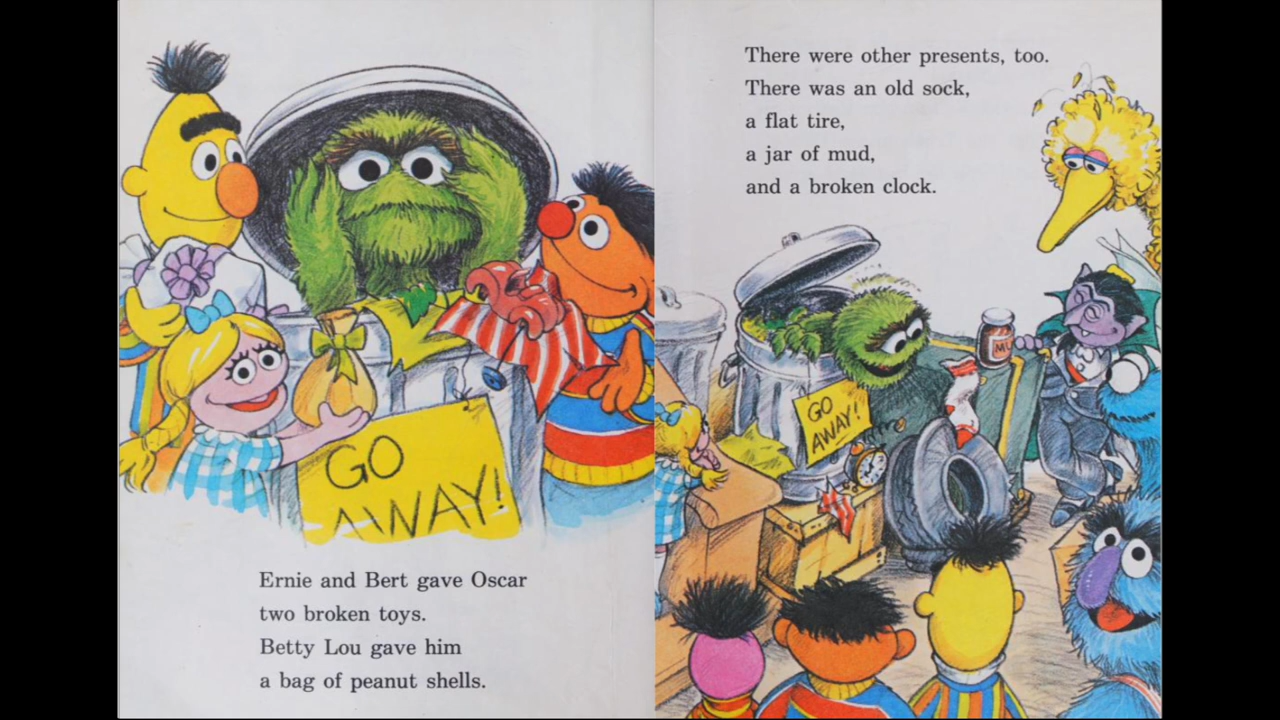 GO
AWAY!
Ernie and Bert gave Oscar
two broken toys.
Betty Lou gave him
a bag of peanut shells.
There were other presents, too.
There was an old sock,
a flat tire,
a jar of mud,
and a broken clock.
MU
GO
AWAY!